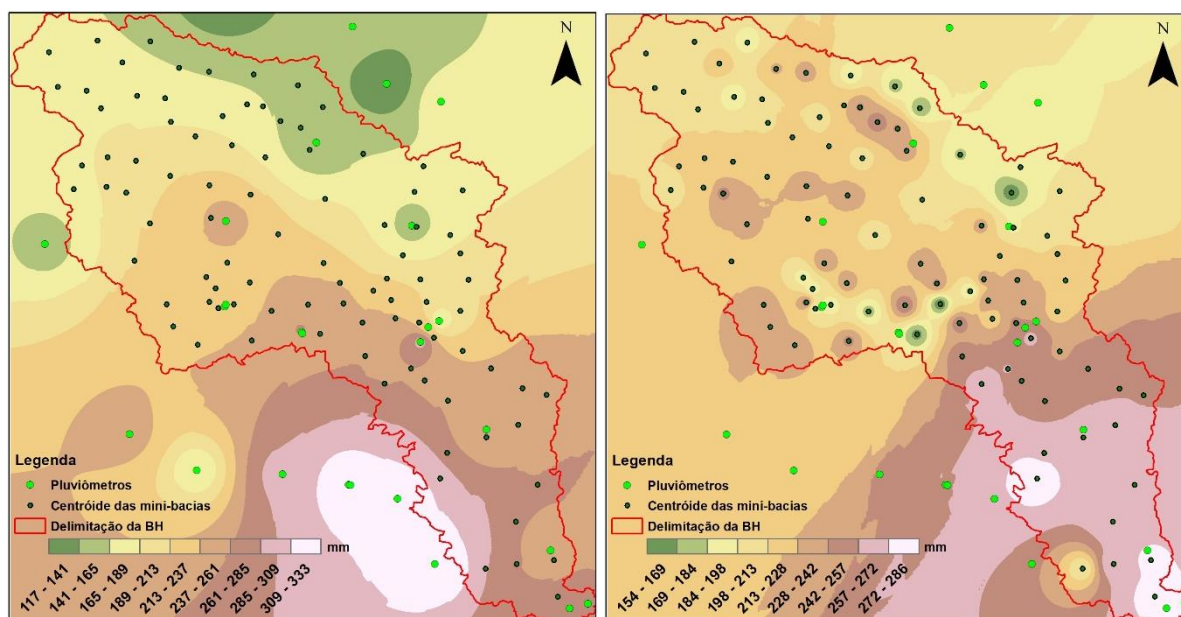 N
Legenda
Pluviômetros
Centróide das mini-bacias
Delimitação da BH
mm
117 - 141
141 - 165
165 - 189
189 - 213
213 - 237
237 - 261
261 - 285
285 - 309
309 - 333
N
Legenda
Pluviômetros
Centróide das mini-bacias
Delimitação da BH
mm
154 - 169
169 - 184
184 - 198
198 - 213
213 - 228
228 - 242
242 - 257
257 - 272
272 - 286